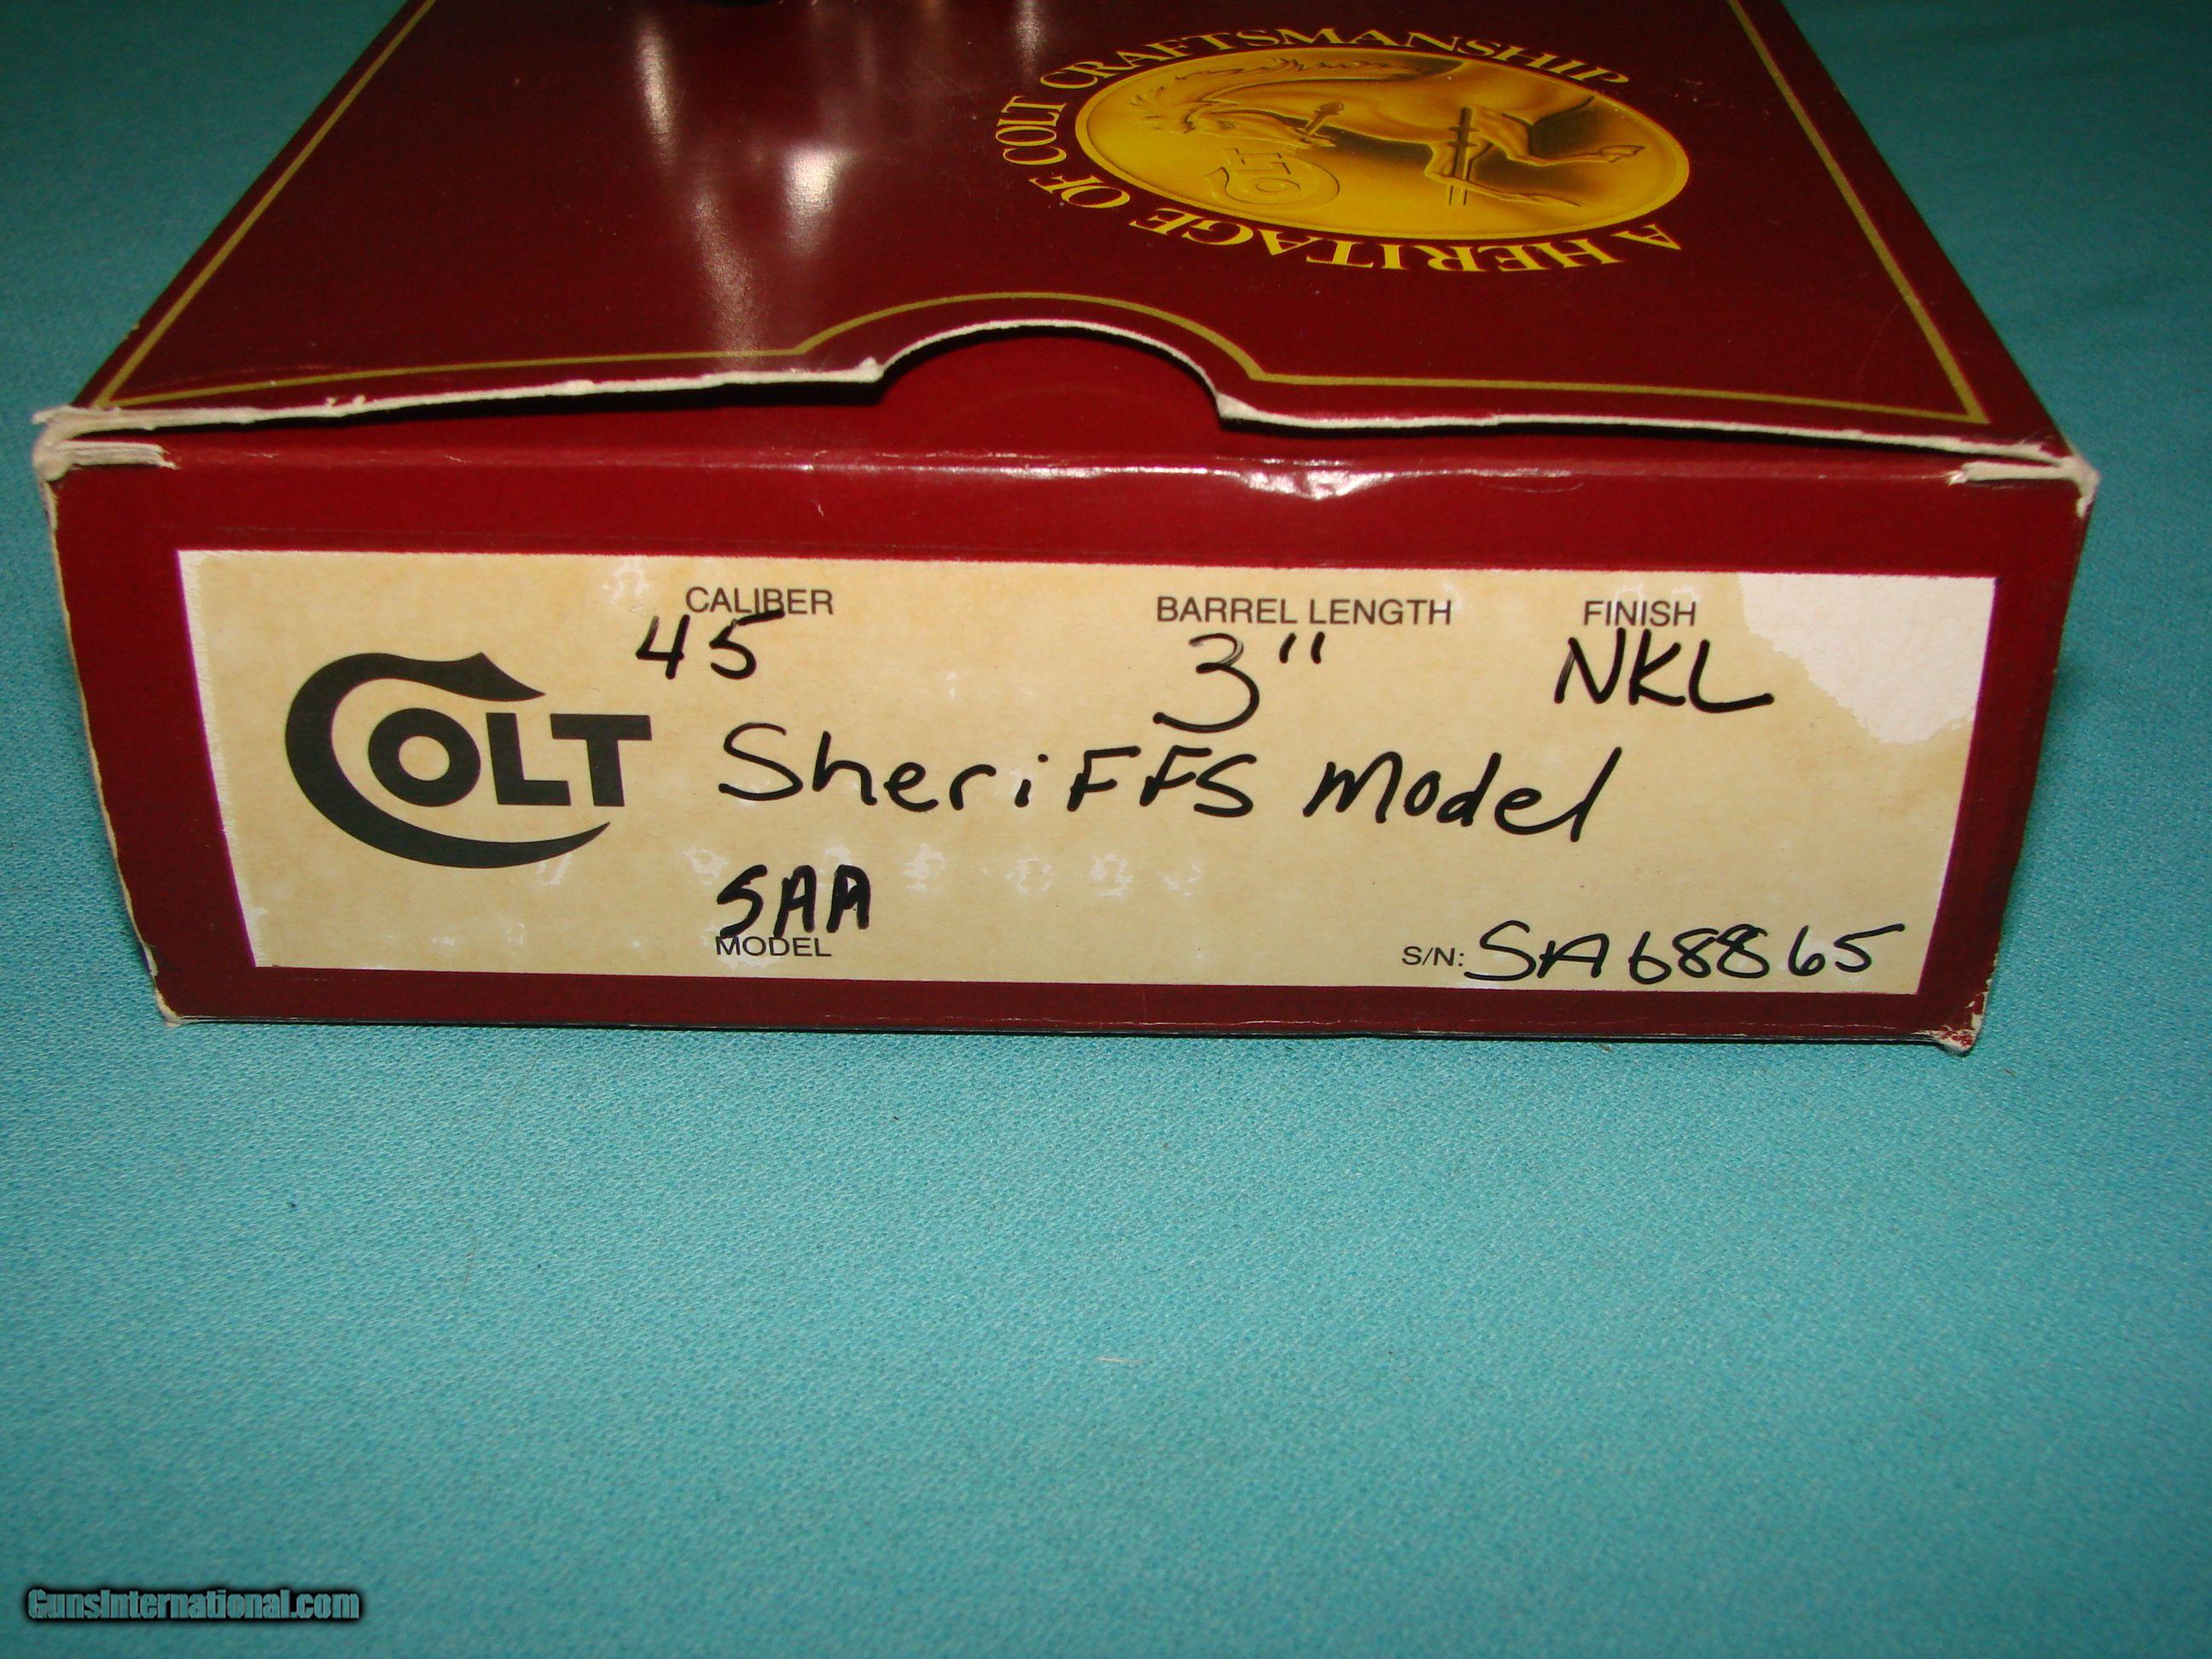 A HERITAGE OF COLT CRAFTSMANSHIP
COLT
CALIBER
45
BARREL LENGTH
3"
FINISH
NKL
COLT
SheriFFS Model
SAA
MODEL
S/N: SA68865
GunsInternational.com